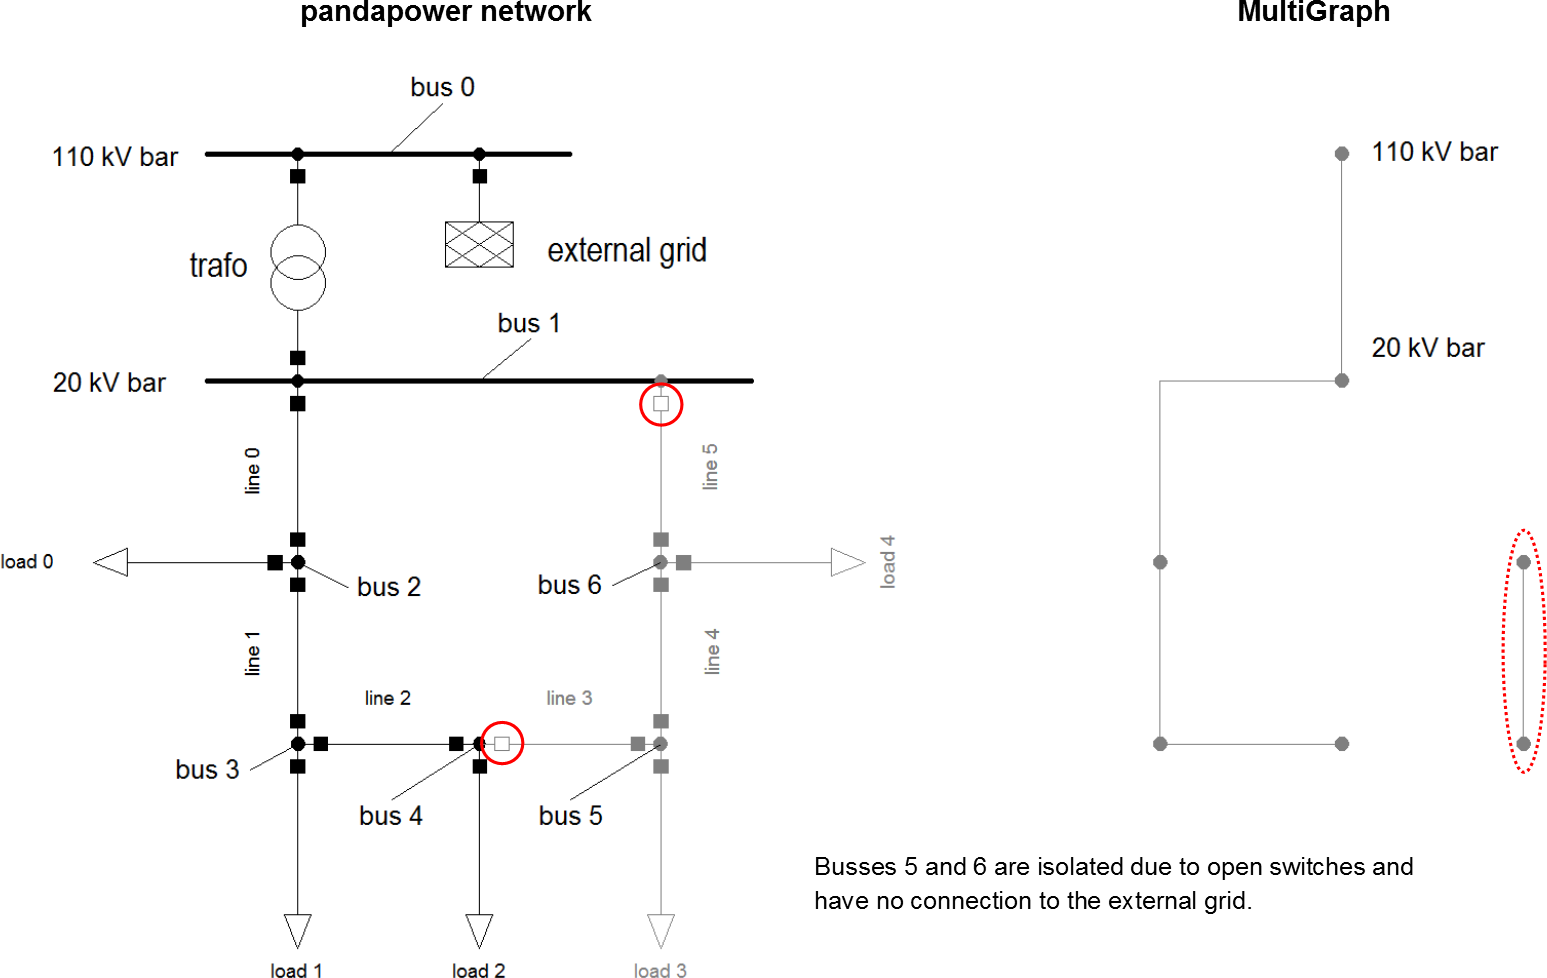 pandapower network
MultiGraph
bus 0
110 kV bar
110 kV bar
trafo
external grid
bus 1
20 kV bar
20 kV bar
line 0
line 5
load 0
bus 2
bus 6
load 4
line 1
line 4
line 2
line 3
bus 3
bus 4
bus 5
Busses 5 and 6 are isolated due to open switches and
have no connection to the external grid.
load 1
load 2
load 3